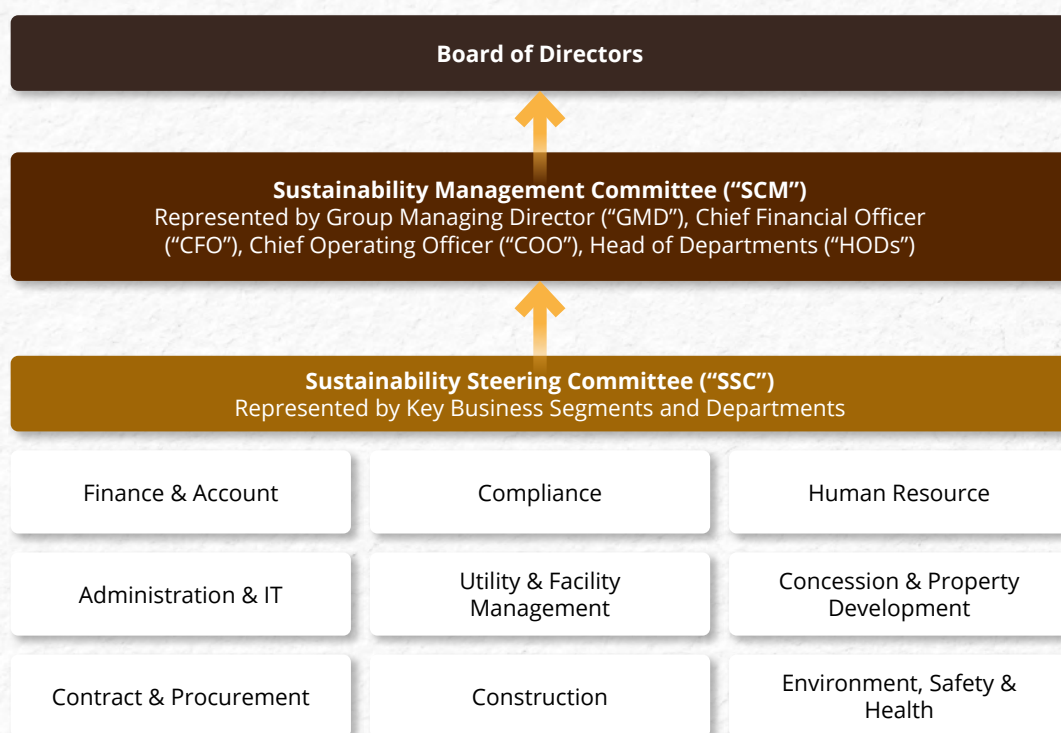 Board of Directors
Sustainability Management Committee (“SCM”)
Represented by Group Managing Director (“GMD”), Chief Financial Officer
(“CFO”), Chief Operating Officer (“COO”), Head of Departments (“HODs”)
Sustainability Steering Committee (“SSC”)
Represented by Key Business Segments and Departments
Finance & Account
Compliance
Human Resource
Administration & IT
Utility & Facility
Management
Concession & Property
Development
Contract & Procurement
Construction
Environment, Safety &
Health